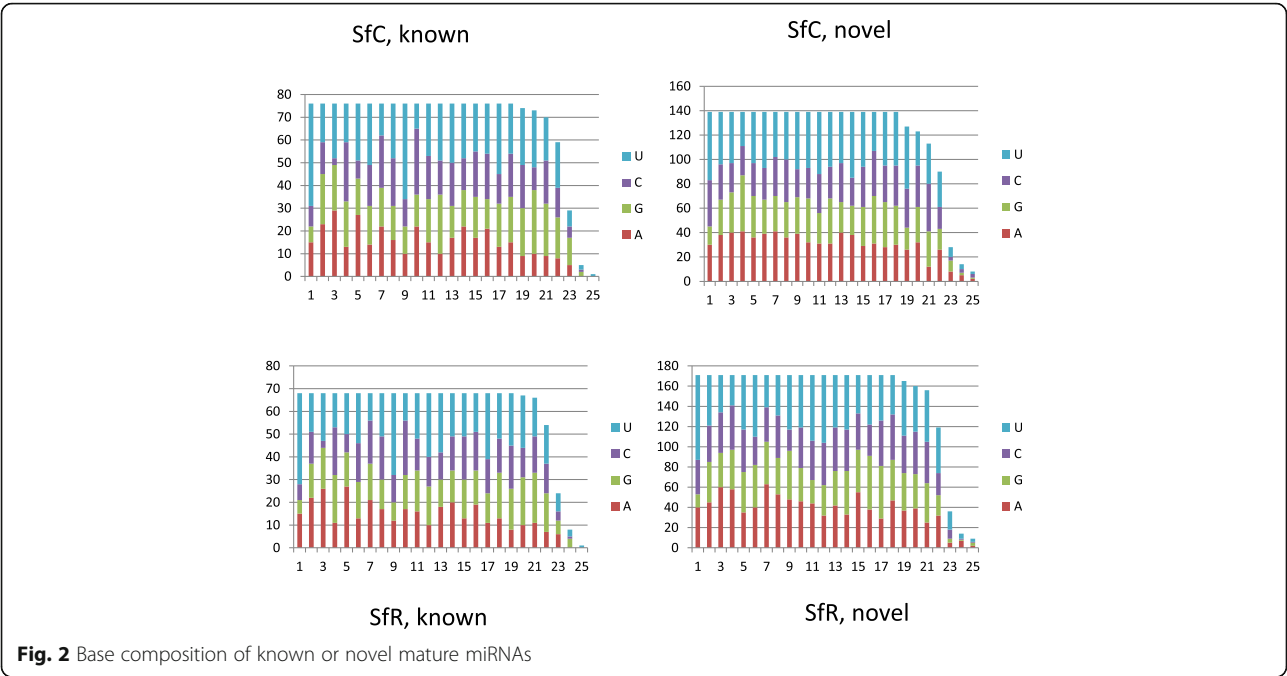 SfC, known
80
70
60
50
40
30
20
10
0
1 3 5 7 9 11 13 15 17 19 21 23 25
U
C
G
A
SfC, novel
160
140
120
100
80
60
40
20
0
1 3 5 7 9 11 13 15 17 19 21 23 25
U
C
G
A
80
70
60
50
40
30
20
10
0
1 3 5 7 9 11 13 15 17 19 21 23 25
U
C
G
A
SfR, known
180
160
140
120
100
80
60
40
20
0
1 3 5 7 9 11 13 15 17 19 21 23 25
U
C
G
A
SfR, novel
Fig. 2 Base composition of known or novel mature miRNAs